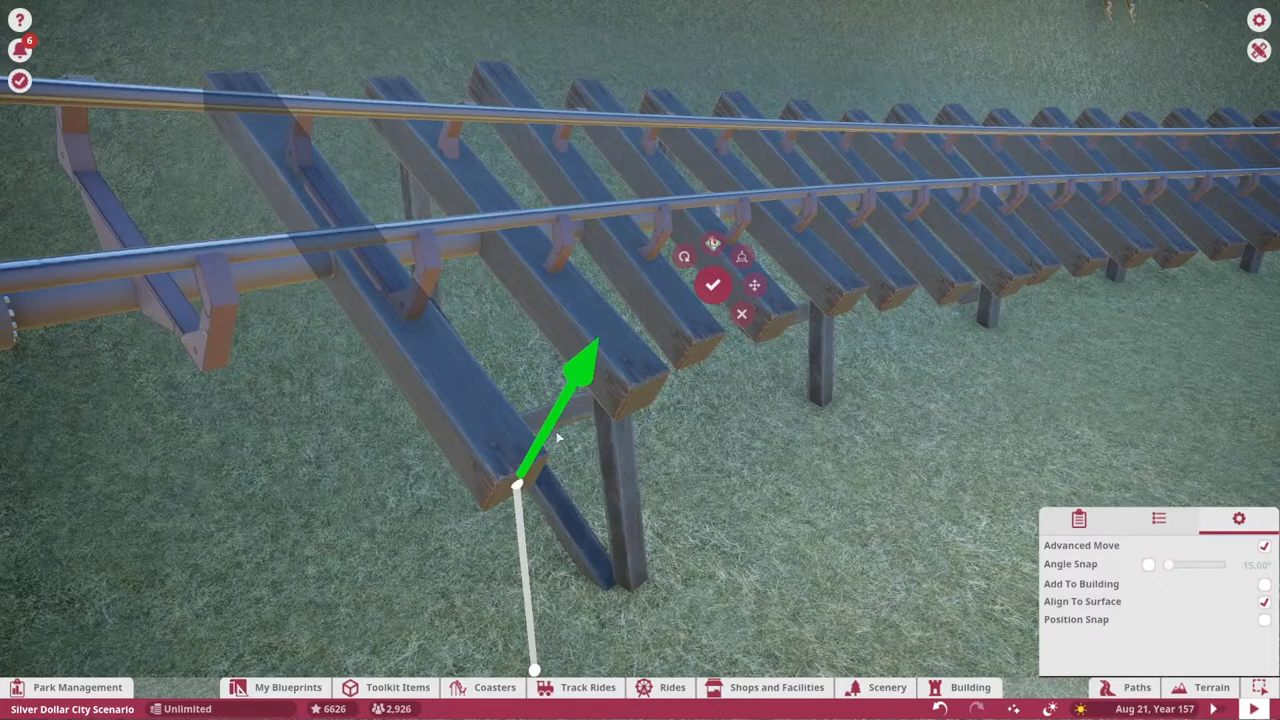 ?
6
Advanced Move
Angle Snap 15.00°
Add To Building
Align To Surface
Position Snap
Park Management My Blueprints Toolkit Items Coasters Track Rides Rides Shops and Facilities Scenery Building Paths Terrain
Silver Dollar City Scenario Unlimited 6626 2,926 Aug 21, Year 157